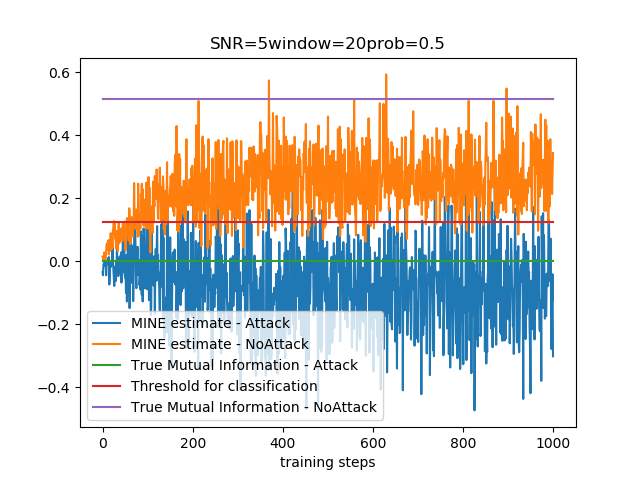 SNR=5window=20prob=0.5
0.6
0.4
0.2
0.0
−0.2
−0.4
MINE estimate - Attack
MINE estimate - NoAttack
True Mutual Information - Attack
Threshold for classification
True Mutual Information - NoAttack
0 200 400 600 800 1000
training steps